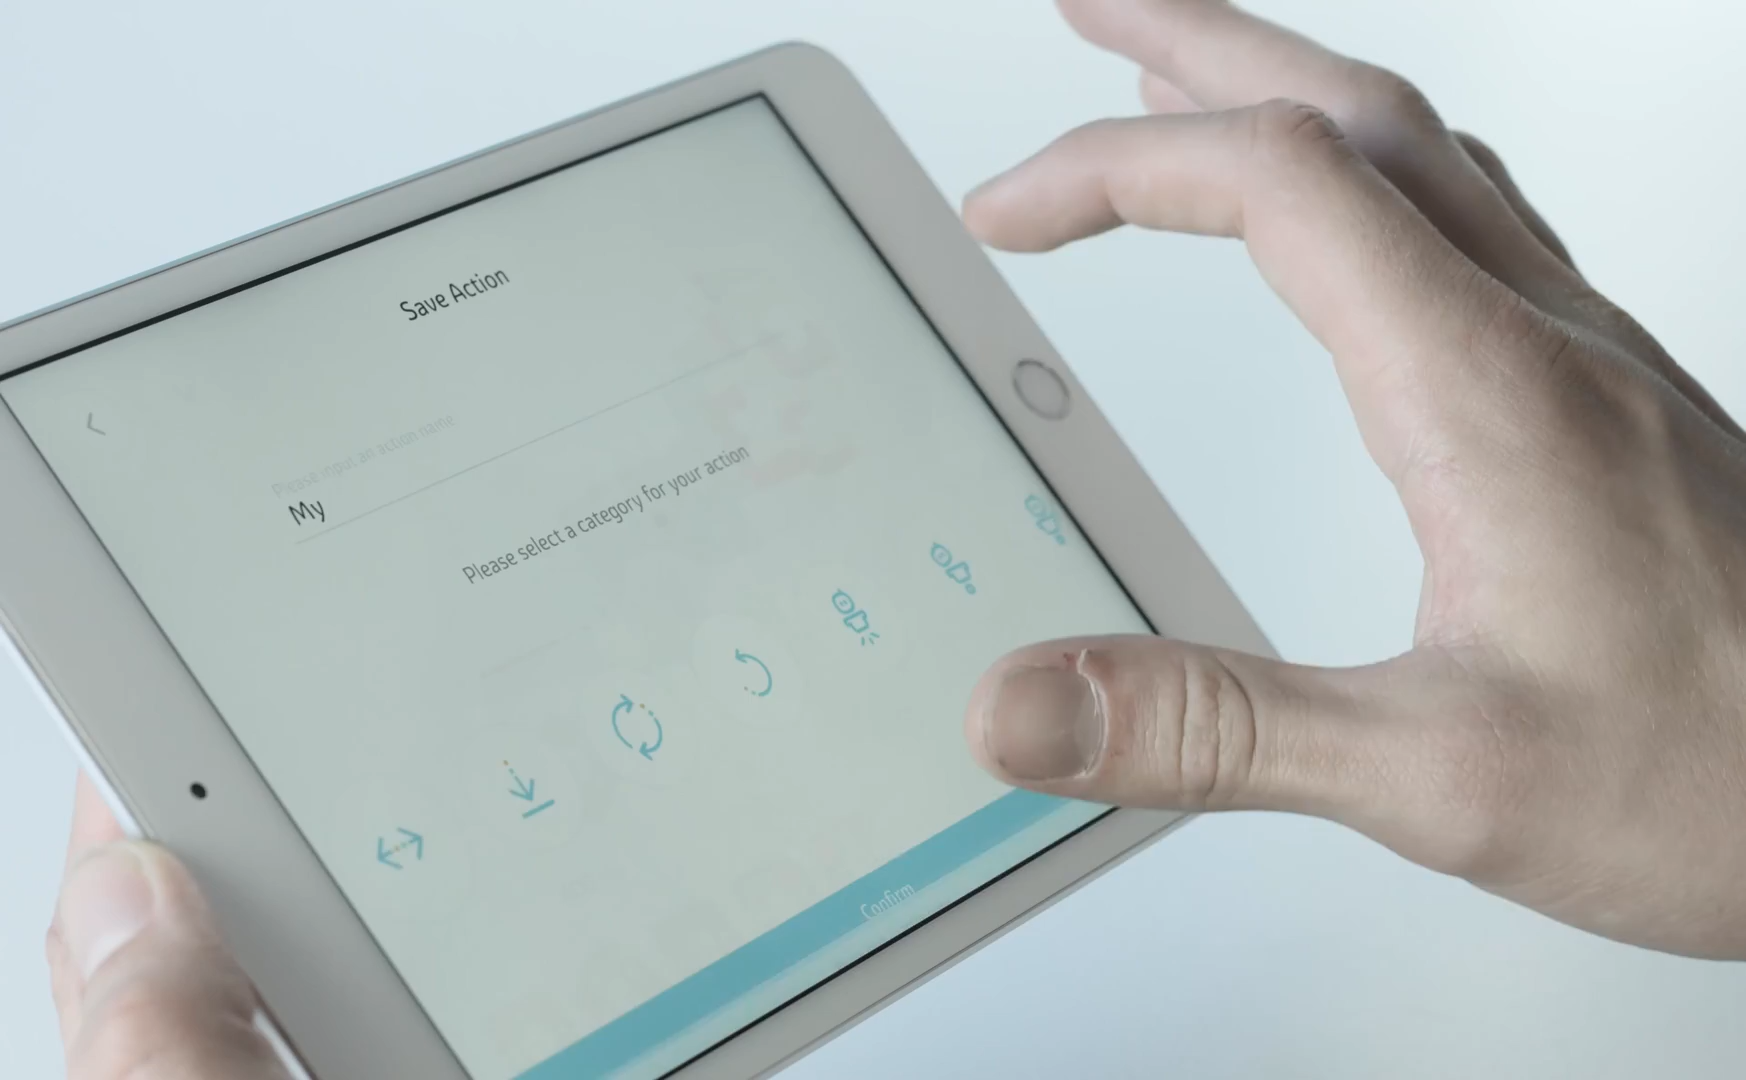 Save Action
Please input an action name
My
Please select a category for your action
Confirm